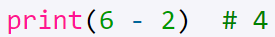 print(6 - 2)  # 4